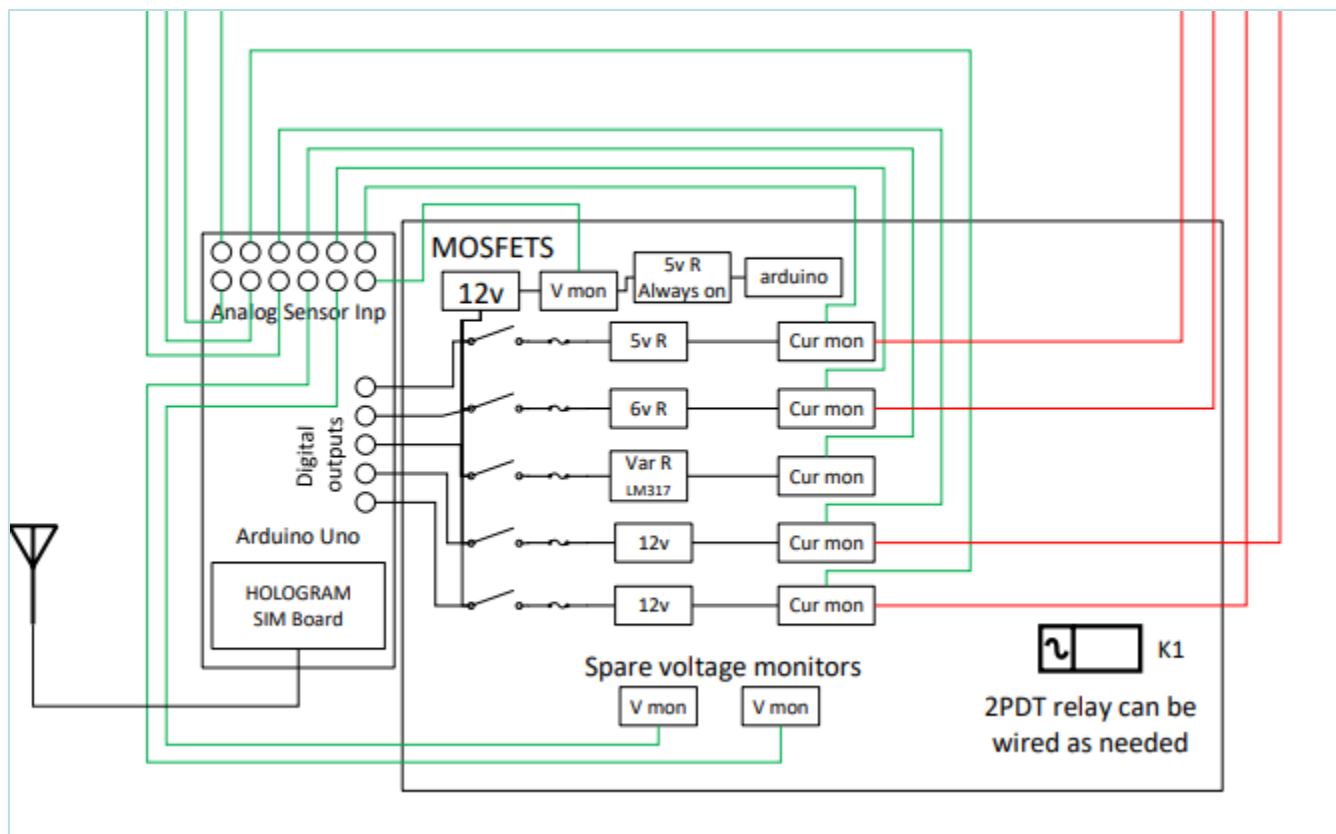 MOSFETS
12v
V mon
5v R
Always on
arduino
Analog Sensor Inp
5v R
Cur mon
6v R
Cur mon
Digital
outputs
Var R
LM317
Cur mon
Arduino Uno
12v
Cur mon
HOLOGRAM
SIM Board
12v
Cur mon
Spare voltage monitors
V mon
V mon
K1
2PDT relay can be
wired as needed